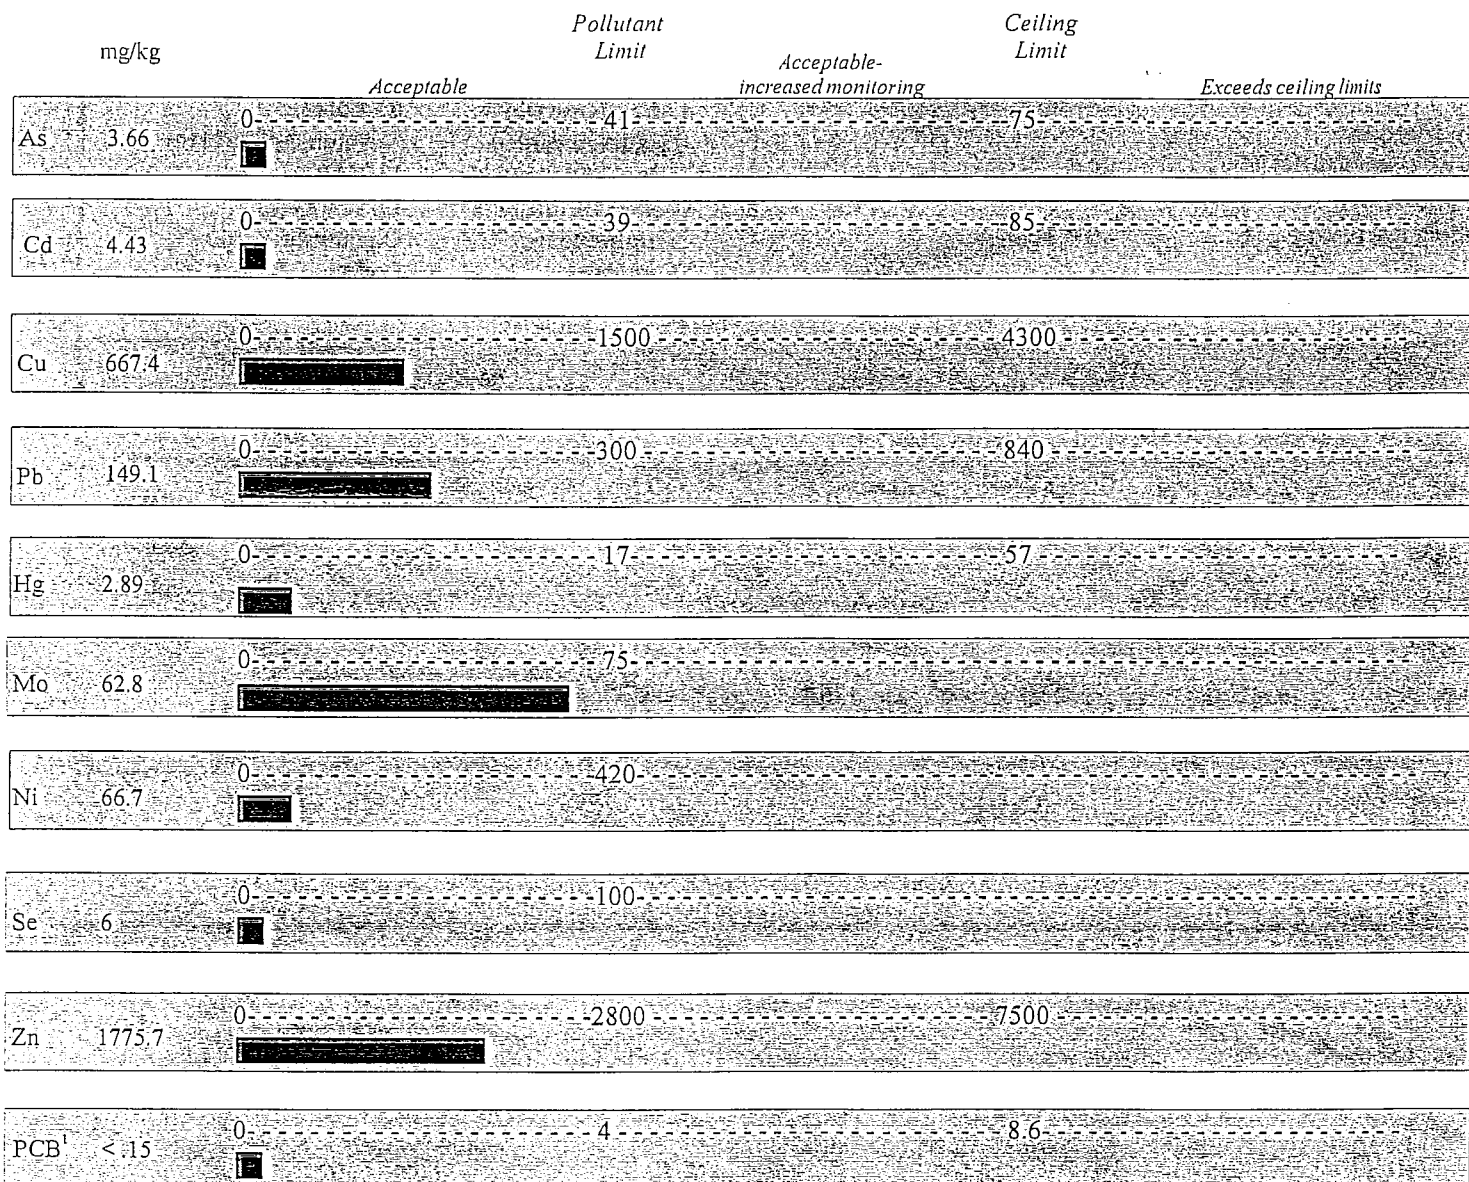 mg/kg
Pollutant
Limit
Ceiling
Limit
Acceptable
Acceptable-
increased monitoring
Exceeds ceiling limits
0 41 75
As 3.66
0 39 85
Cd 4.43
0 1500 4300
Cu 667.4
0 300 840
Pb 149.1
0 17 57
Hg 2.89
0 75
Mo 62.8
0 420
Ni 66.7
0 100
Se 6
0 2800 7500
Zn 1775.7
0 4 8.6
PCB¹ < .15